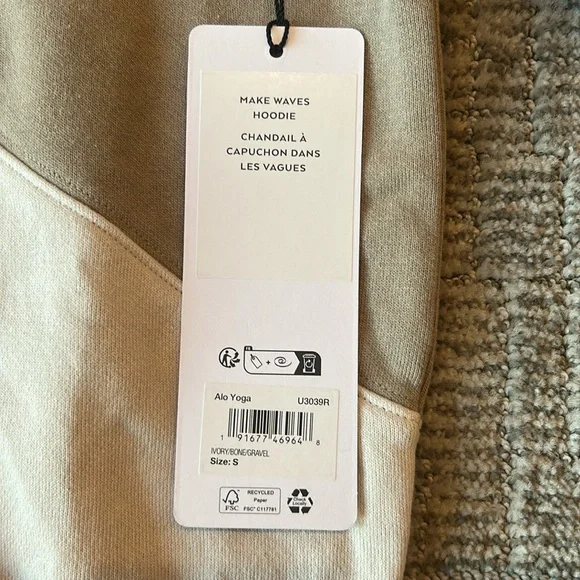 MAKE WAVES
HOODIE
CHANDAIL À
CAPUCHON DANS
LES VAGUES
FR
+
Alo Yoga U3039R
1 91677 46964 8
IVORY/BONE/GRAVEL
Size: S
FSC
RECYCLED
Paper
FSC® C117781
Check
Locally